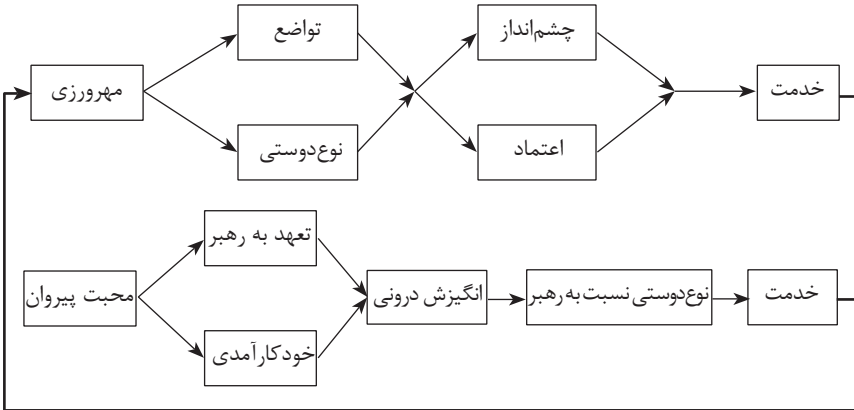 تواضع
چشم‌انداز
مهرورزی
خدمت
نوع‌دوستی
اعتماد
تعهد به رهبر
محبت پیروان
انگیزش درونی
نوع‌دوستی نسبت به رهبر
خدمت
خودکارآمدی